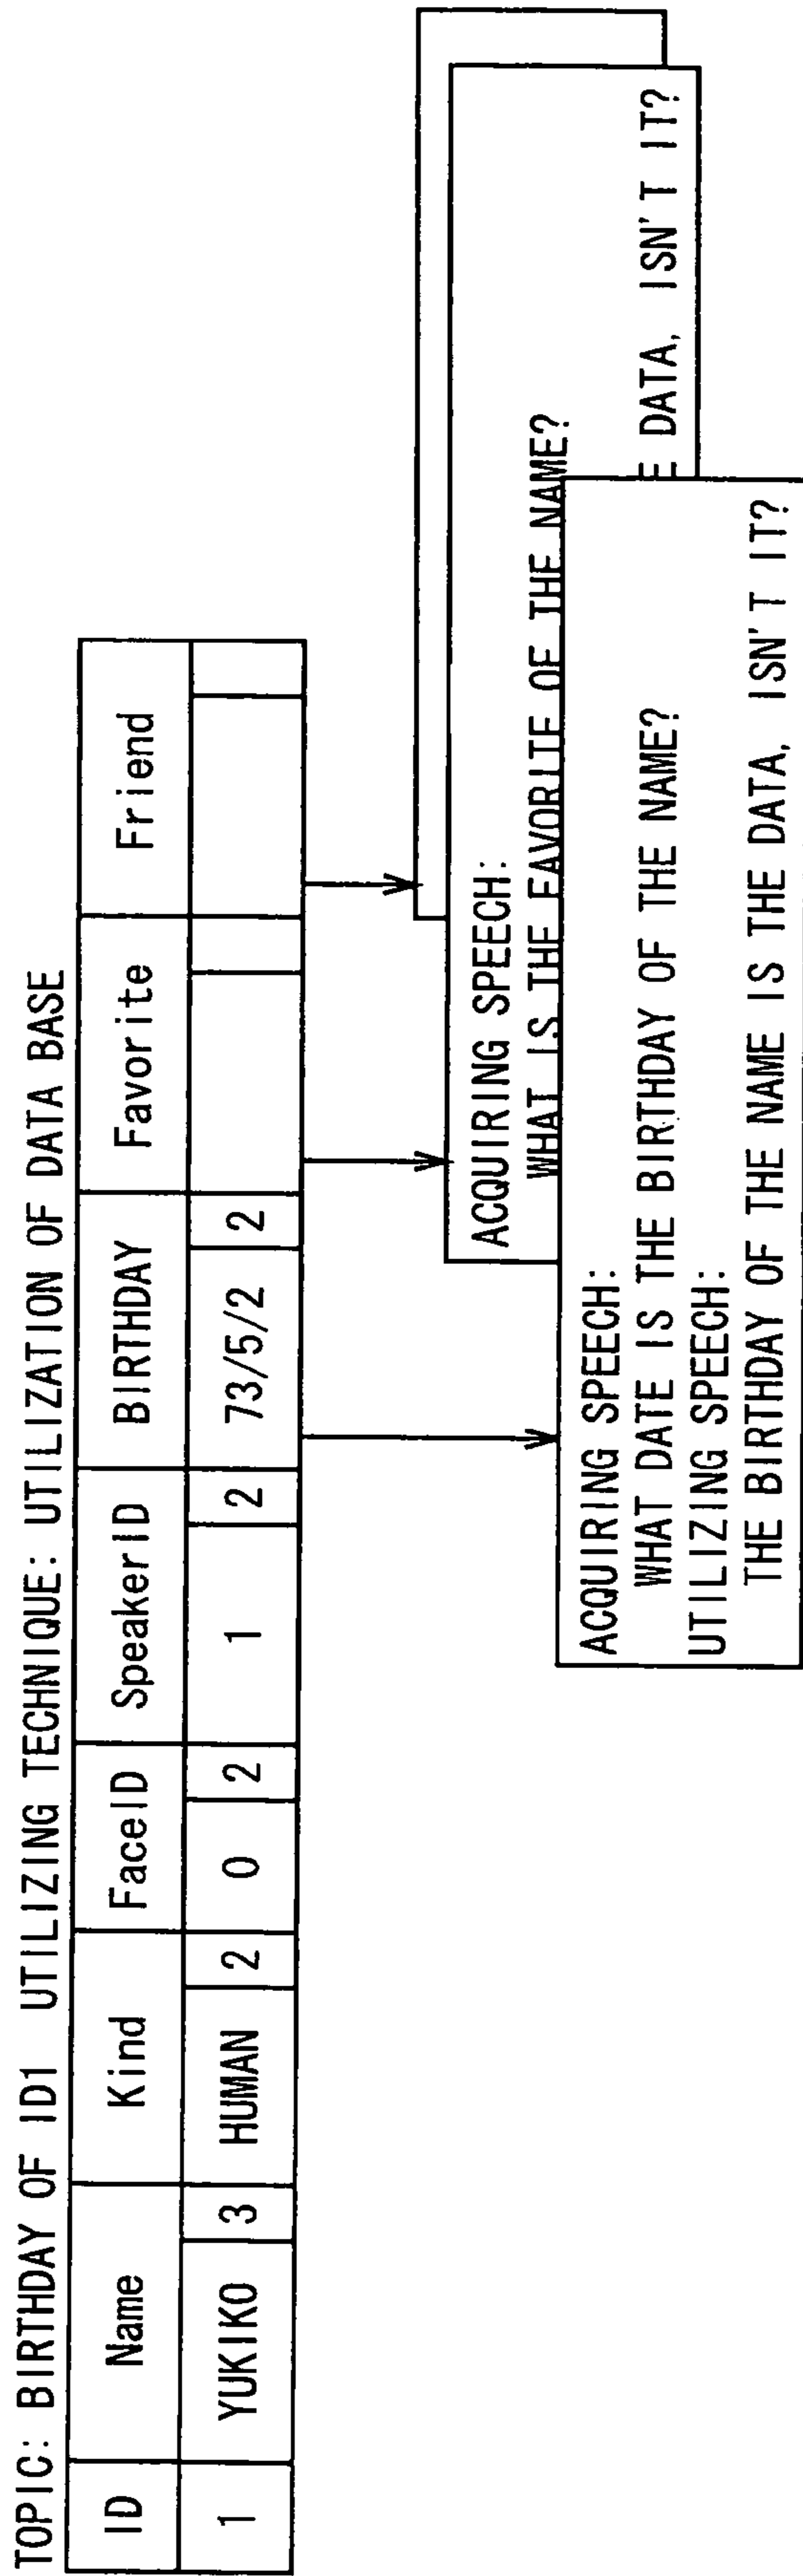 TOPIC: BIRTHDAY OF ID1 UTILIZING TECHNIQUE: UTILIZATION OF DATA BASE
ID Name Kind FaceID SpeakerID BIRTHDAY Favorite Friend
1 YUKIKO 3 HUMAN 2 0 2 1 2 73/5/2 2
ACQUIRING SPEECH:
WHAT IS THE FAVORITE OF THE NAME?
DATA, ISN'T IT?
ACQUIRING SPEECH:
WHAT DATE IS THE BIRTHDAY OF THE NAME?
UTILIZING SPEECH:
THE BIRTHDAY OF THE NAME IS THE DATA, ISN'T IT?